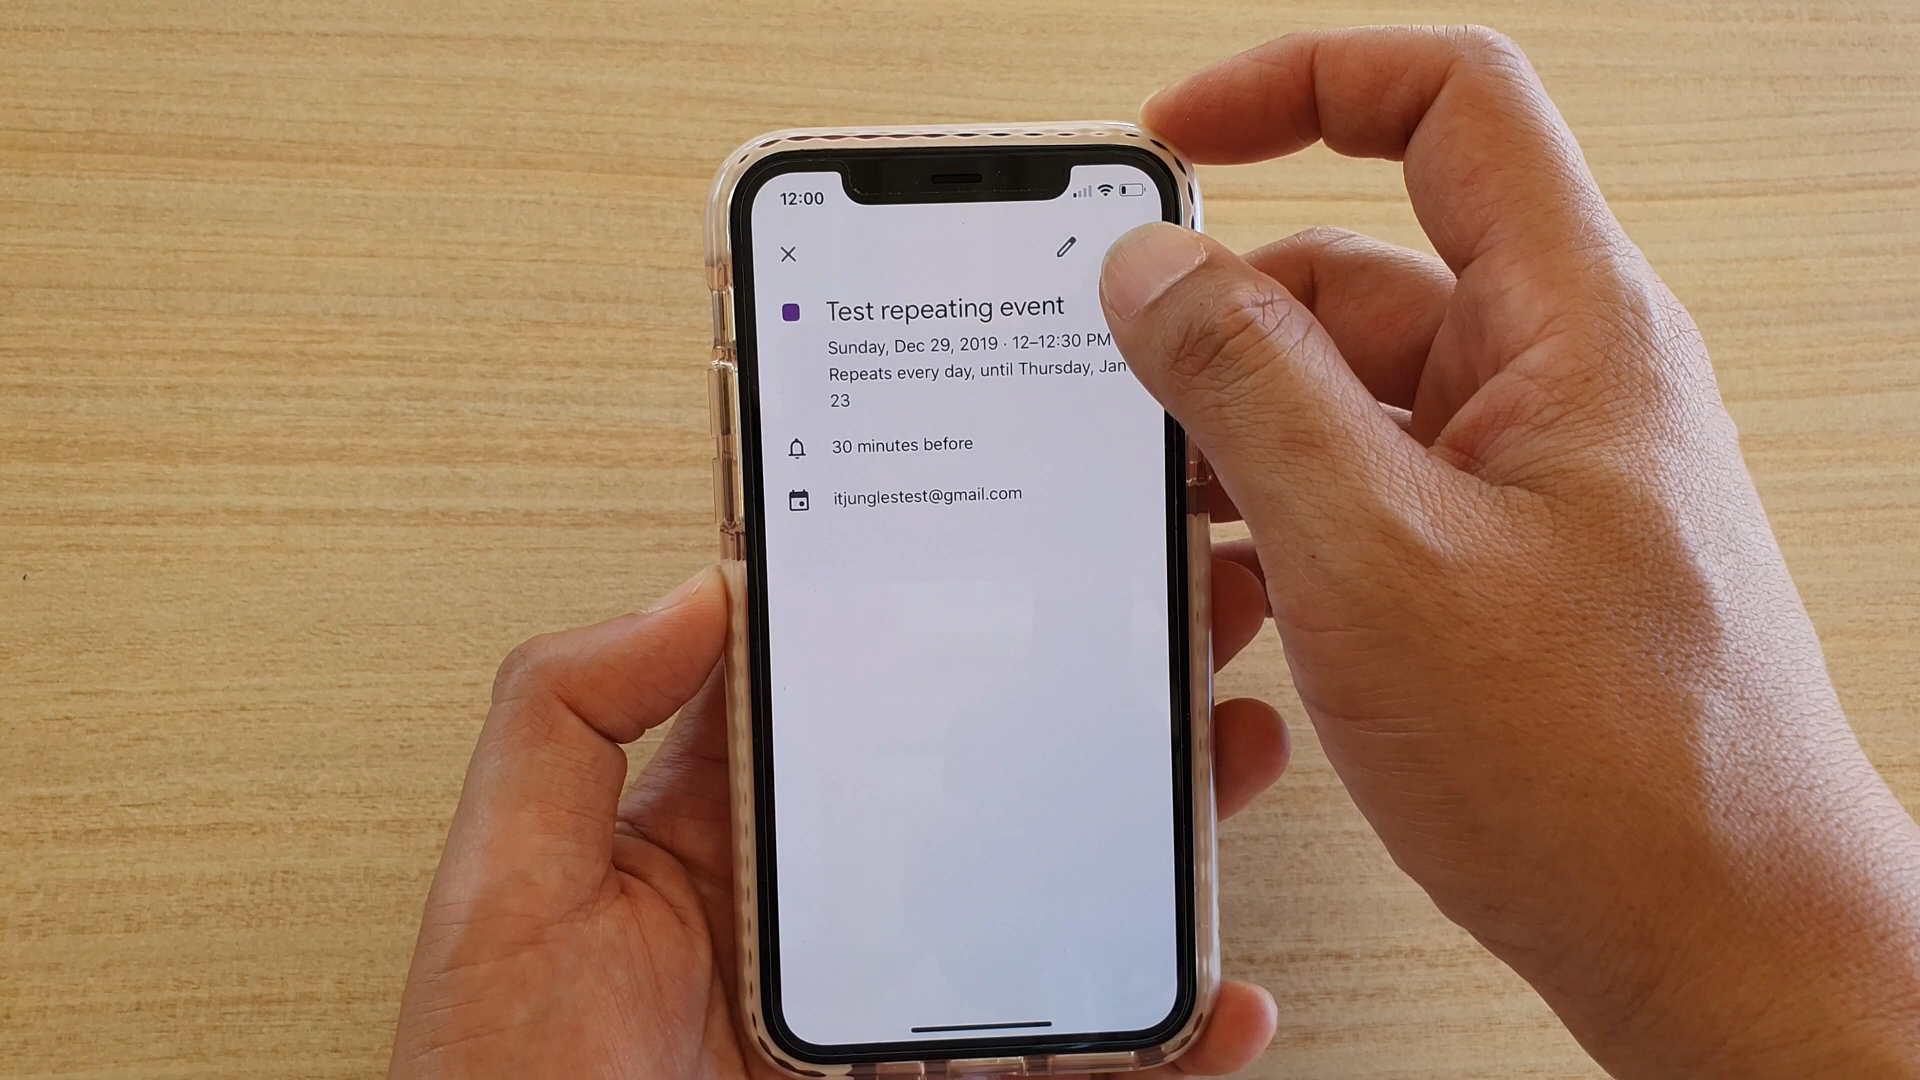 12:00
Test repeating event
Sunday, Dec 29, 2019 · 12–12:30 PM
Repeats every day, until Thursday, Jan
23
30 minutes before
itjunglestest@gmail.com